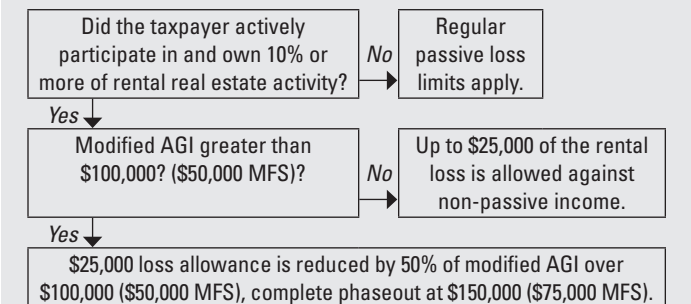 Did the taxpayer actively
participate in and own 10% or
more of rental real estate activity?
No
Regular
passive loss
limits apply.
Yes
Modified AGI greater than
$100,000? ($50,000 MFS)?
No
Up to $25,000 of the rental
loss is allowed against
non-passive income.
Yes
$25,000 loss allowance is reduced by 50% of modified AGI over
$100,000 ($50,000 MFS), complete phaseout at $150,000 ($75,000 MFS).